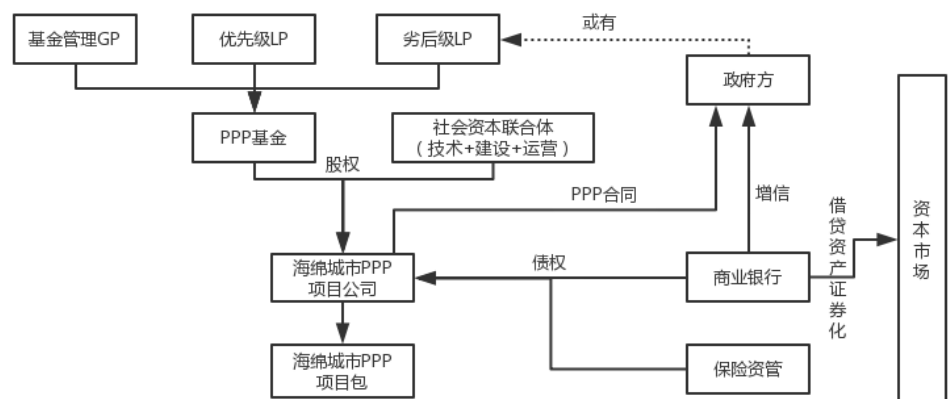 或有
基金管理GP
优先级LP
劣后级LP
政府方
PPP基金
社会资本联合体
（技术+建设+运营）
股权
PPP合同
增信
借贷资产证券化
资本市场
海绵城市PPP
项目公司
债权
商业银行
海绵城市PPP
项目包
保险资管